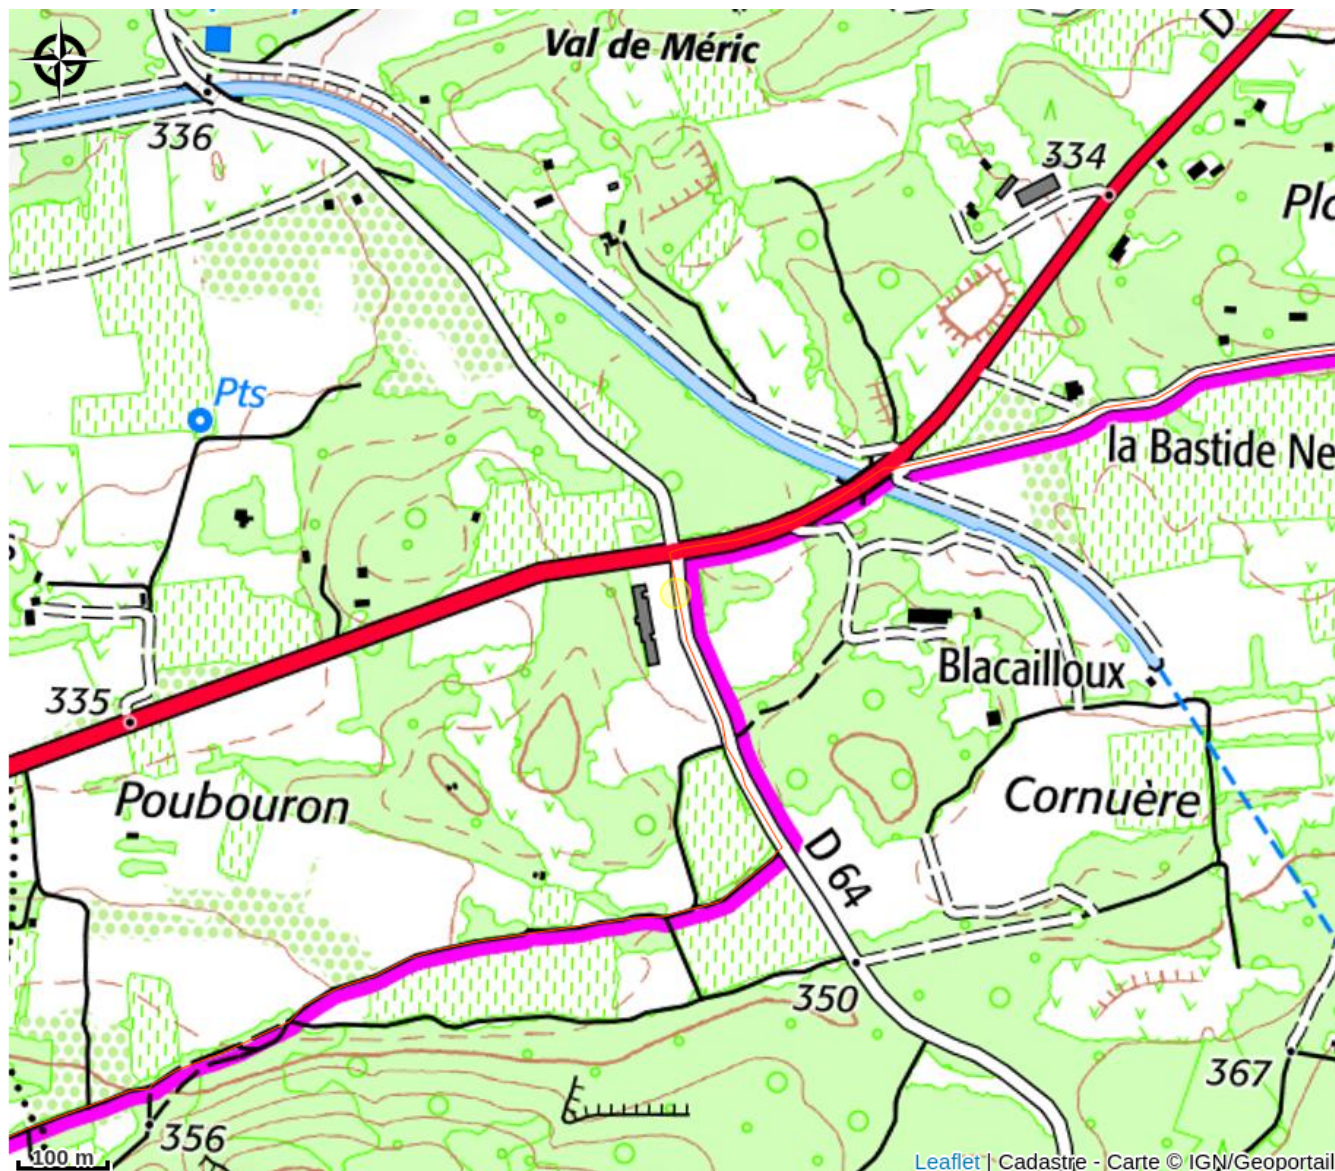 Val de Méric
D
336
334
Plo
Pts
la Bastide Ne
335
Blacailloux
Poubouron
Cornuère
D 64
350
367
356
100 m
Leaflet | Cadastre - Carte © IGN/Geoportail